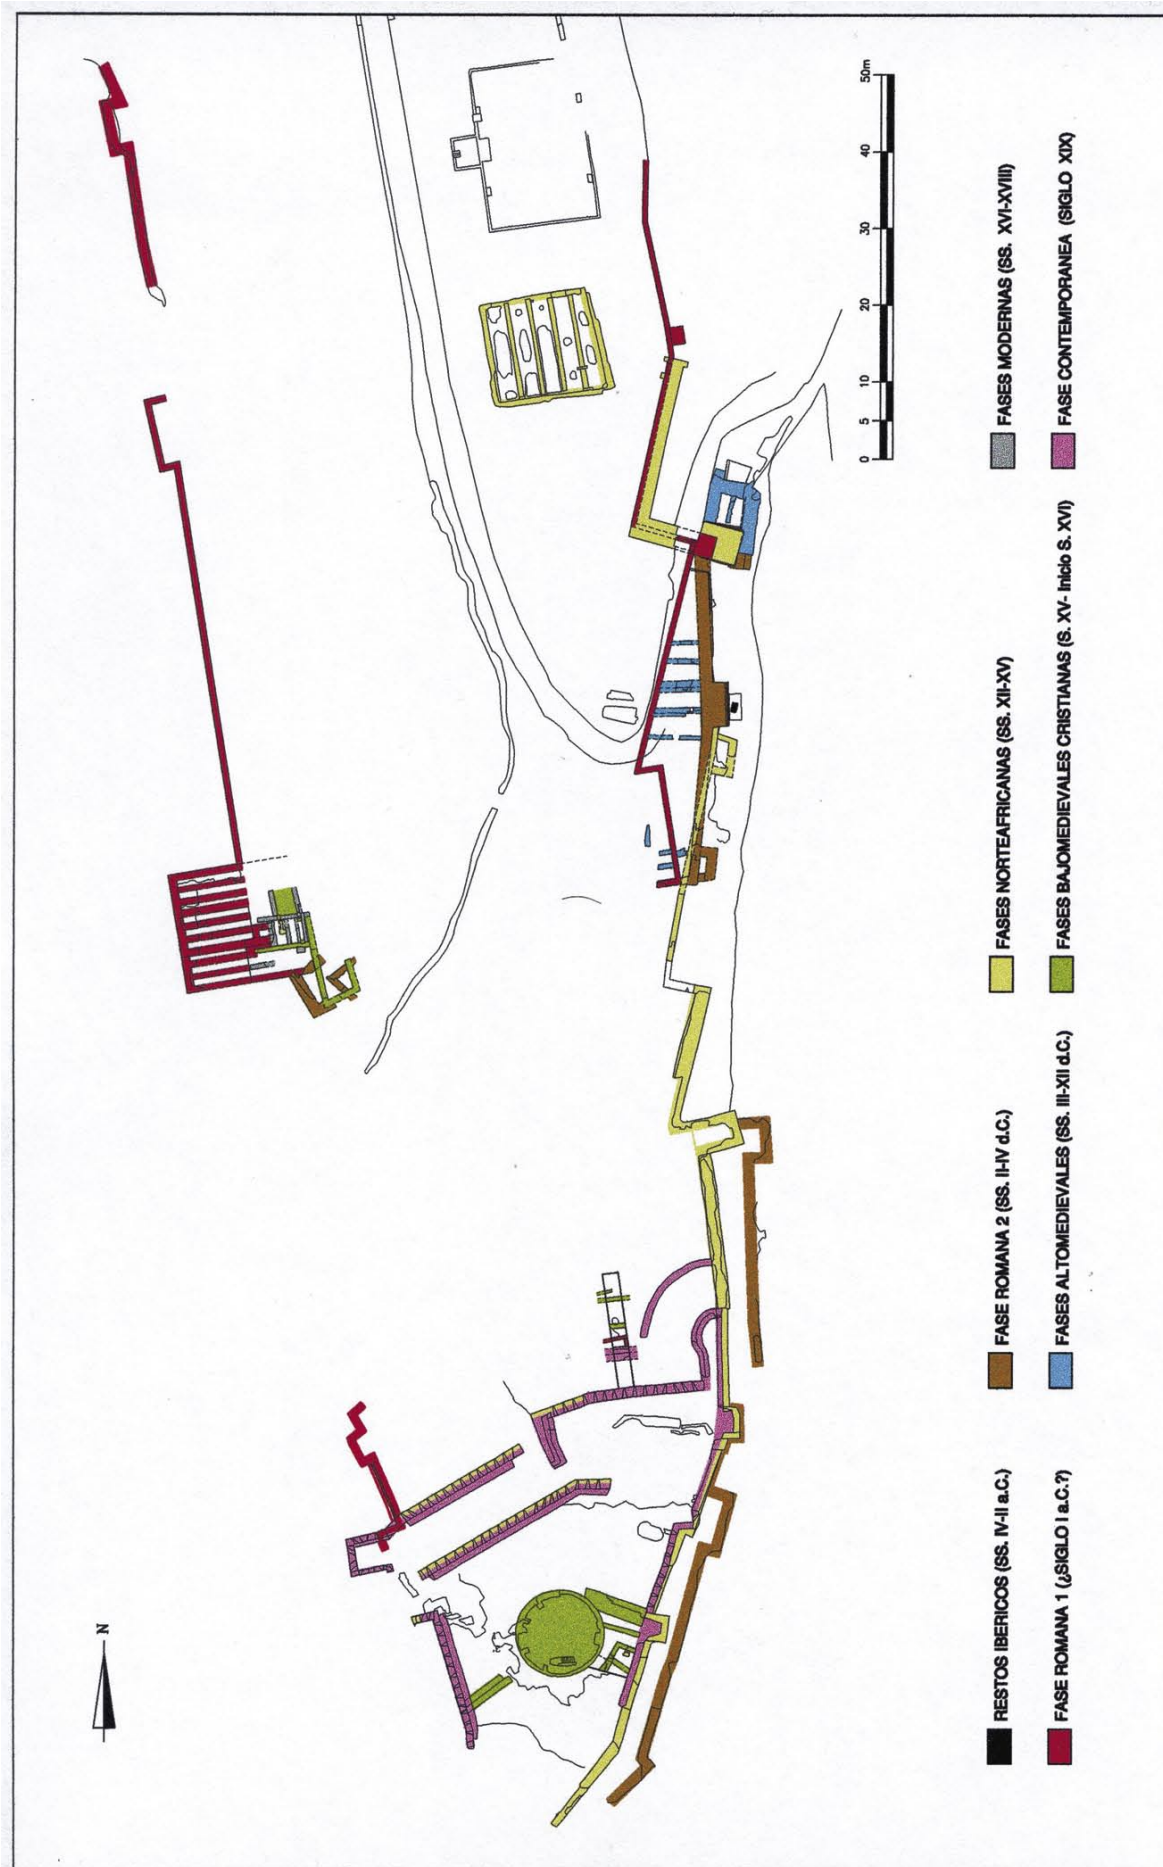 N
0 5 10 20 30 40 50m
RESTOS IBERICOS (SS. IV-II a.C.)
FASE ROMANA 1 (¿SIGLO I a.C.?)
FASE ROMANA 2 (SS. II-IV d.C.)
FASES ALTOMEDIEVALES (SS. III-XII d.C.)
FASES NORTEAFRICANAS (SS. XII-XV)
FASES BAJOMEDIEVALES CRISTIANAS (S. XV- Inicio S. XVI)
FASES MODERNAS (SS. XVI-XVIII)
FASE CONTEMPORANEA (SIGLO XIX)